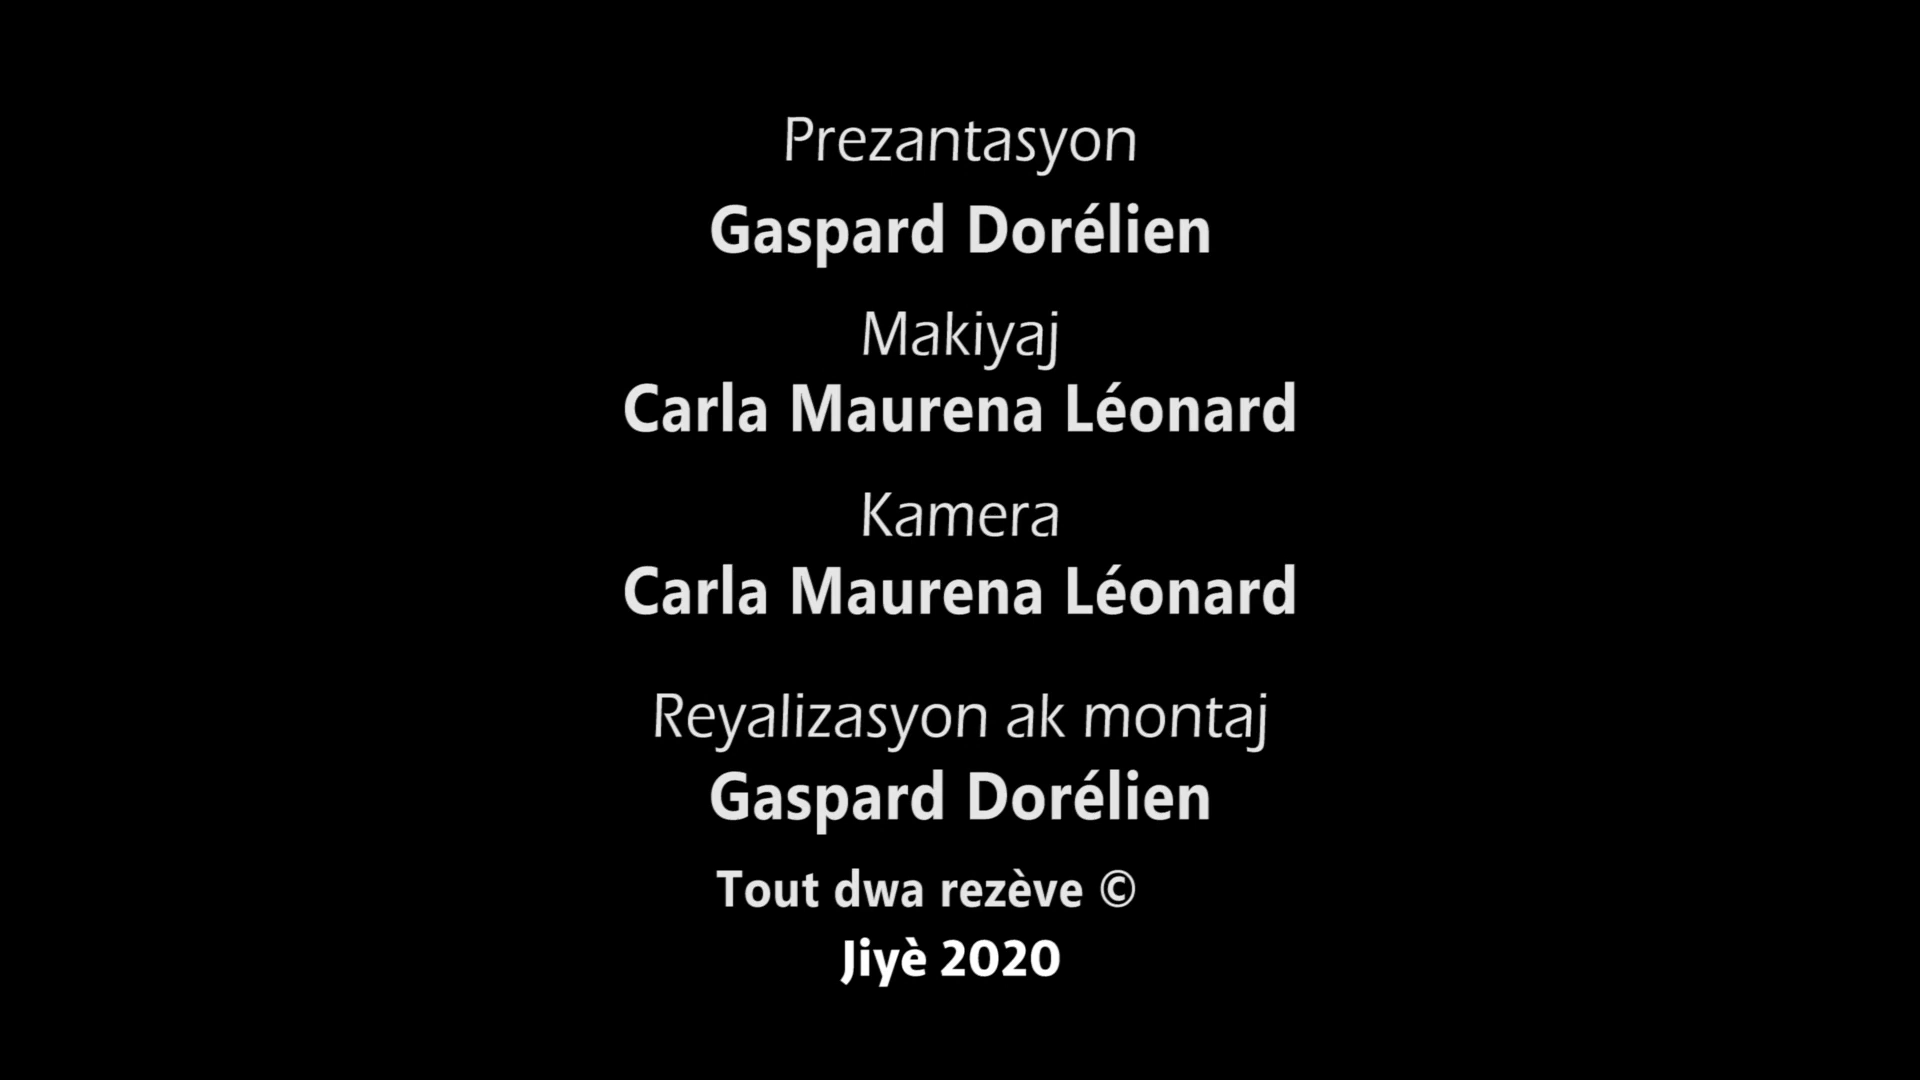 Prezantasyon
Gaspard Dorélien
Makiyaj
Carla Maurena Léonard
Kamera
Carla Maurena Léonard
Reyalizasyon ak montaj
Gaspard Dorélien
Tout dwa rezève ©
Jiyè 2020